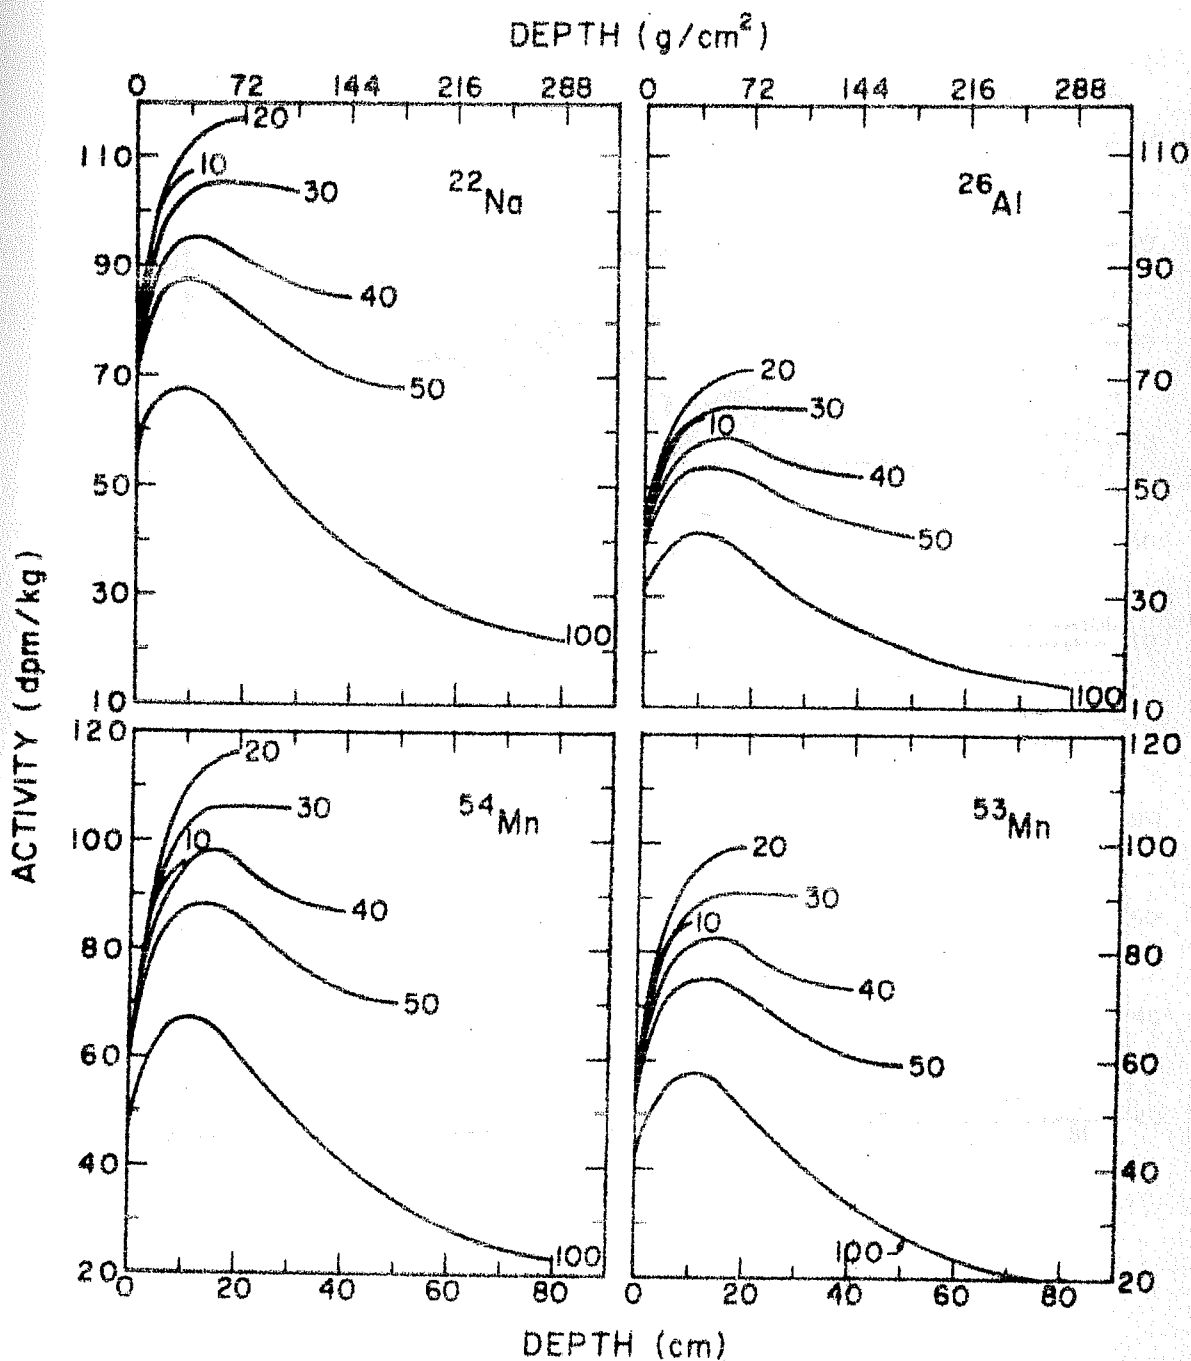 DEPTH (g/cm²)
0 72 144 216 288 0 72 144 216 288
20
110 10 30 ²²Na ²⁶Al 110
90 40 90
70 50 20 70
30
10
50 40 50
50
30 30
100 100
10 10
ACTIVITY (dpm/kg)
120 20 ⁵⁴Mn ⁵³Mn 120
30
100 10 20 100
30
40 10
80 50 40 80
60 50 60
40 40
100 100
20 20
0 20 40 60 80 0 20 40 60 80
DEPTH (cm)